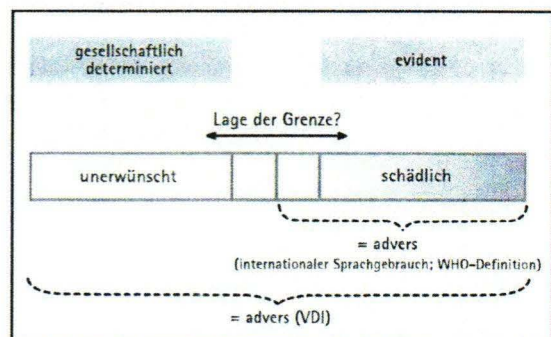 gesellschaftlich
determiniert
evident
Lage der Grenze?
unerwünscht
schädlich
= advers
(internationaler Sprachgebrauch; WHO-Definition)
= advers (VDI)